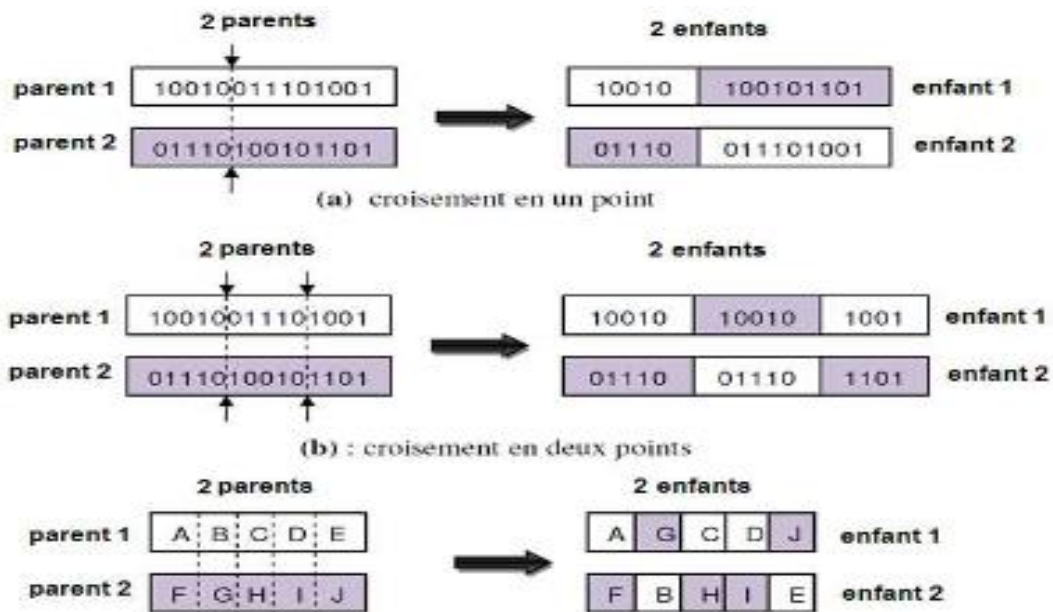 2 parents 2 enfants
parent 1 10010011101001 10010 100101101 enfant 1
parent 2 01110100101101 01110 011101001 enfant 2
(a) croisement en un point
2 parents 2 enfants
parent 1 10010011101001 10010 10010 1001 enfant 1
parent 2 01110100101101 01110 01110 1101 enfant 2
(b) : croisement en deux points
2 parents 2 enfants
parent 1 A B C D E A G C D J enfant 1
parent 2 F G H I J F B H I E enfant 2